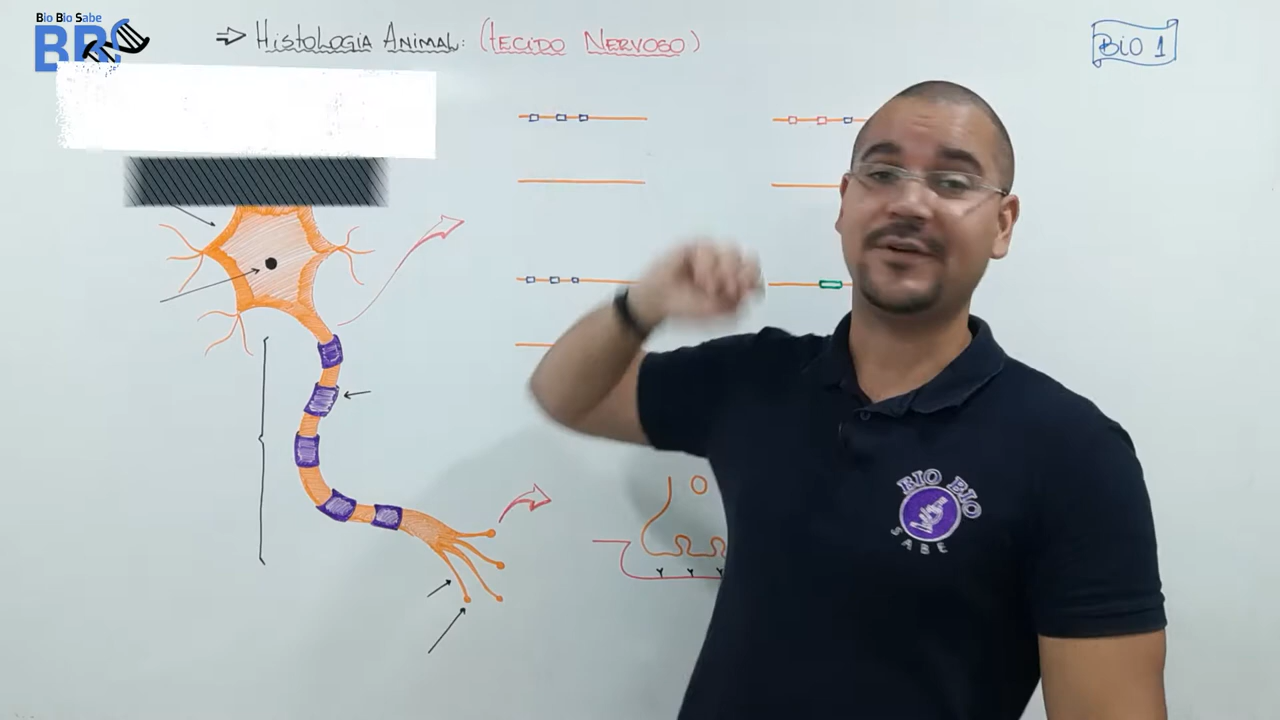 Bio Bio Sabe
BBS
⇒ Histologia Animal: (Tecido Nervoso)
Bio 1
BIO BIO
SABE